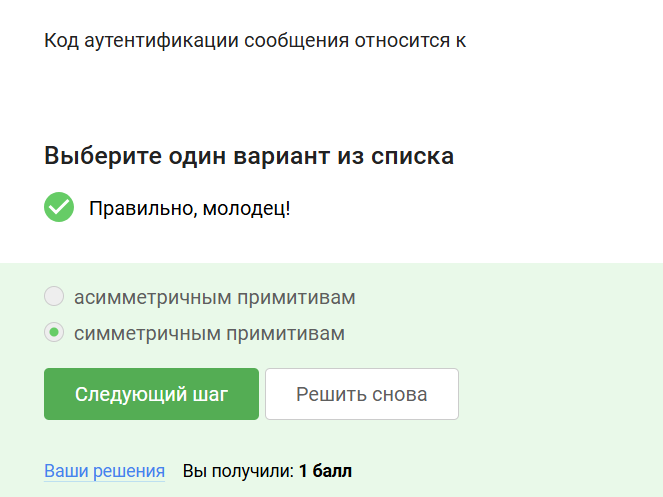 Код аутентификации сообщения относится к
Выберите один вариант из списка
Правильно, молодец!
асимметричным примитивам
симметричным примитивам
Следующий шаг
Решить снова
Ваши решения Вы получили: 1 балл